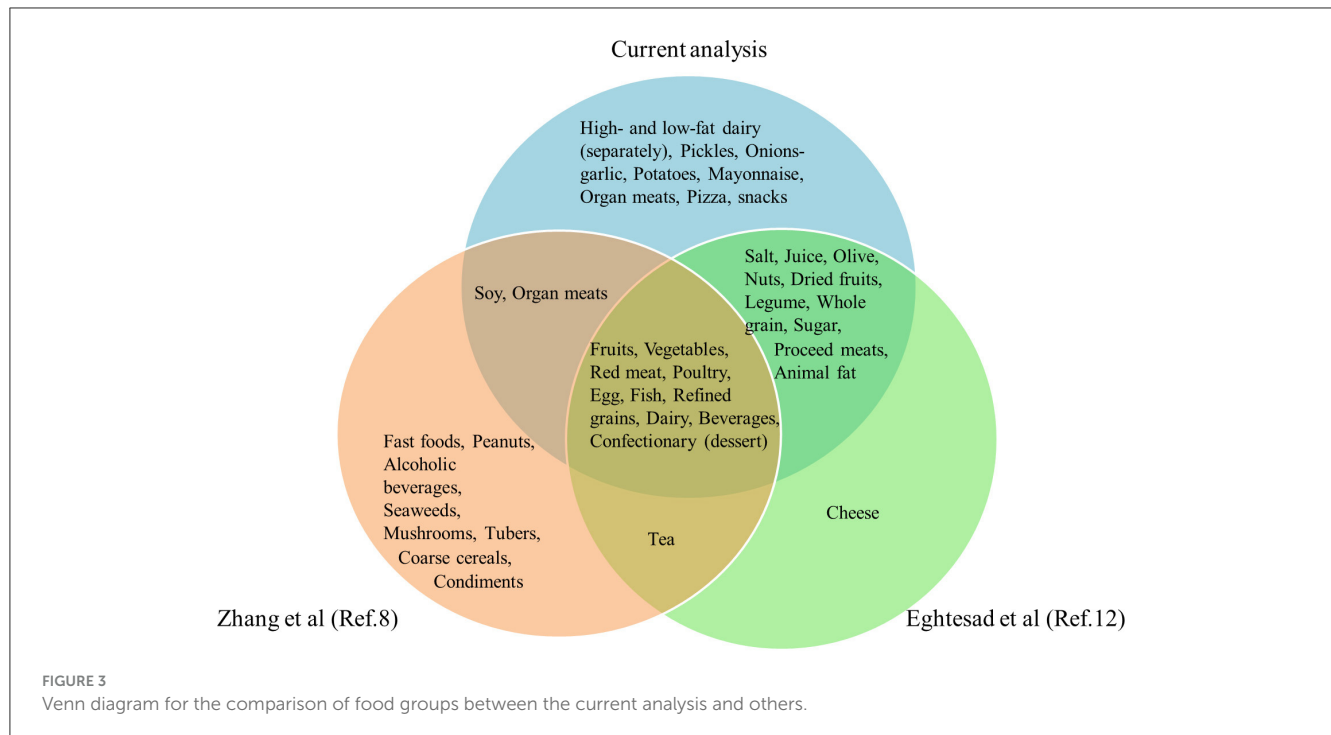 Current analysis
High- and low-fat dairy
(separately), Pickles, Onions-
garlic, Potatoes, Mayonnaise,
Organ meats, Pizza, snacks
Salt, Juice, Olive,
Nuts, Dried fruits,
Legume, Whole
grain, Sugar,
Proceed meats,
Animal fat
Soy, Organ meats
Fruits, Vegetables,
Red meat, Poultry,
Egg, Fish, Refined
grains, Dairy, Beverages,
Confectionary (dessert)
Fast foods, Peanuts,
Alcoholic
beverages,
Seaweeds,
Mushrooms, Tubers,
Coarse cereals,
Condiments
Tea
Cheese
Zhang et al (Ref.8)
Eghtesad et al (Ref.12)
FIGURE 3
Venn diagram for the comparison of food groups between the current analysis and others.